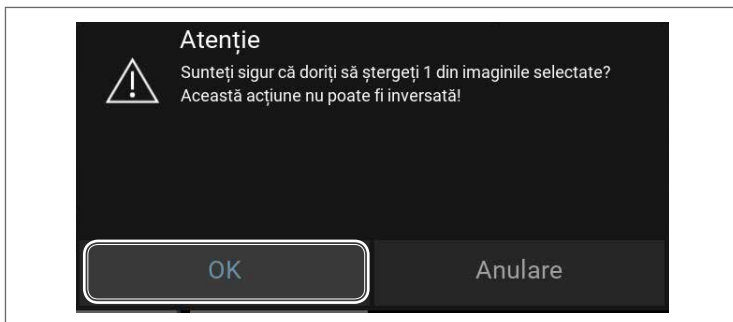 Atenție
Sunteți sigur că doriți să ștergeți 1 din imaginile selectate?
Această acțiune nu poate fi inversată!
OK
Anulare